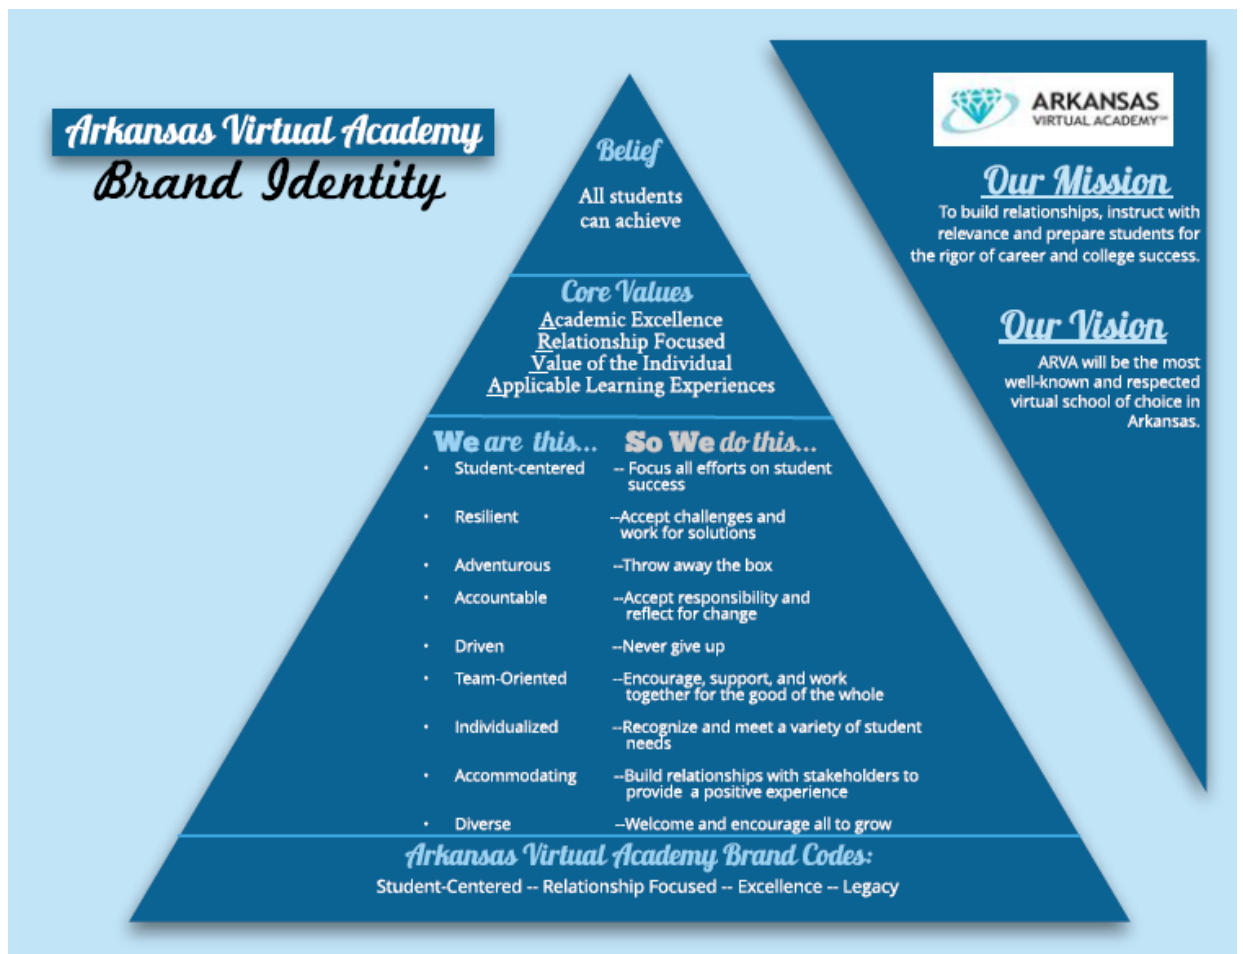 Arkansas Virtual Academy
Brand Identity
Belief
All students
can achieve
Core Values
Academic Excellence
Relationship Focused
Value of the Individual
Applicable Learning Experiences
We are this... So We do this...
• Student-centered -- Focus all efforts on student
success
• Resilient --Accept challenges and
work for solutions
• Adventurous --Throw away the box
• Accountable --Accept responsibility and
reflect for change
• Driven --Never give up
• Team-Oriented --Encourage, support, and work
together for the good of the whole
• Individualized --Recognize and meet a variety of student
needs
• Accommodating --Build relationships with stakeholders to
provide a positive experience
• Diverse --Welcome and encourage all to grow
Arkansas Virtual Academy Brand Codes:
Student-Centered -- Relationship Focused -- Excellence -- Legacy
ARKANSAS
VIRTUAL ACADEMY℠
Our Mission
To build relationships, instruct with
relevance and prepare students for
the rigor of career and college success.
Our Vision
ARVA will be the most
well-known and respected
virtual school of choice in
Arkansas.